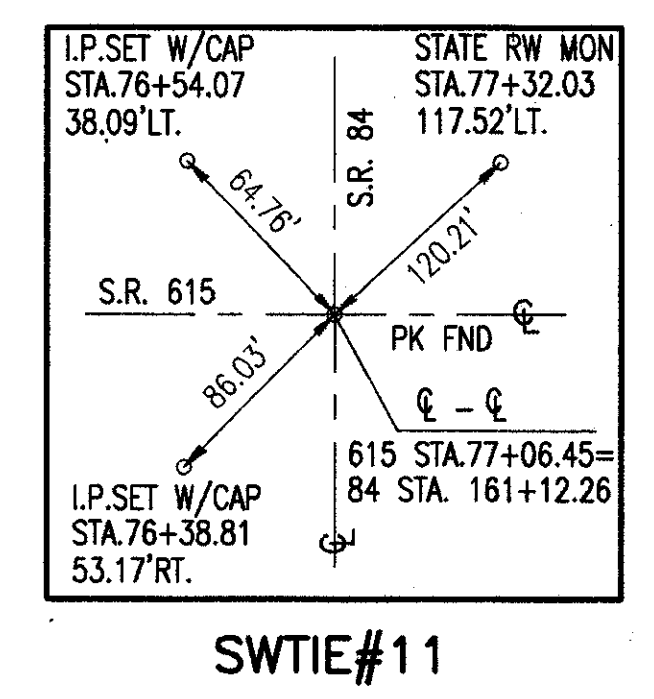 I.P.SET W/CAP
STA.76+54.07
38.09'LT.
STATE RW MON
STA.77+32.03
117.52'LT.
S.R. 84
64.76'
120.21'
S.R. 615
℄
PK FND
86.03'
℄ - ℄
615 STA.77+06.45=
84 STA. 161+12.26
I.P.SET W/CAP
STA.76+38.81
53.17'RT.
℄
SWTIE#11